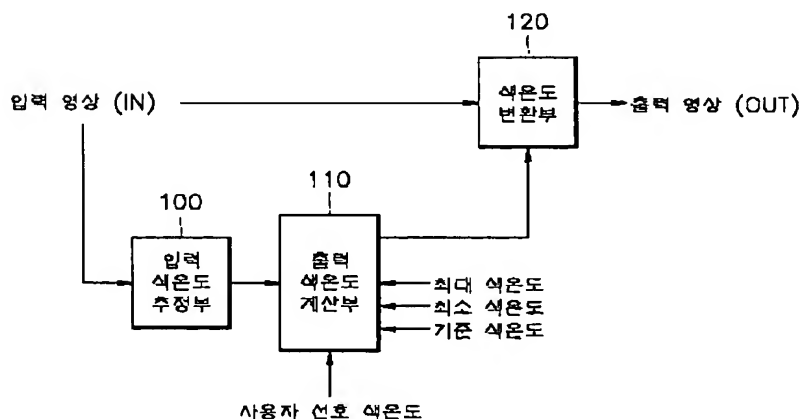 120
입력 영상 (IN)
색온도
변환부
출력 영상 (OUT)
100
110
입력
색온도
추정부
출력
색온도
계산부
최대 색온도
최소 색온도
기준 색온도
사용자 선호 색온도